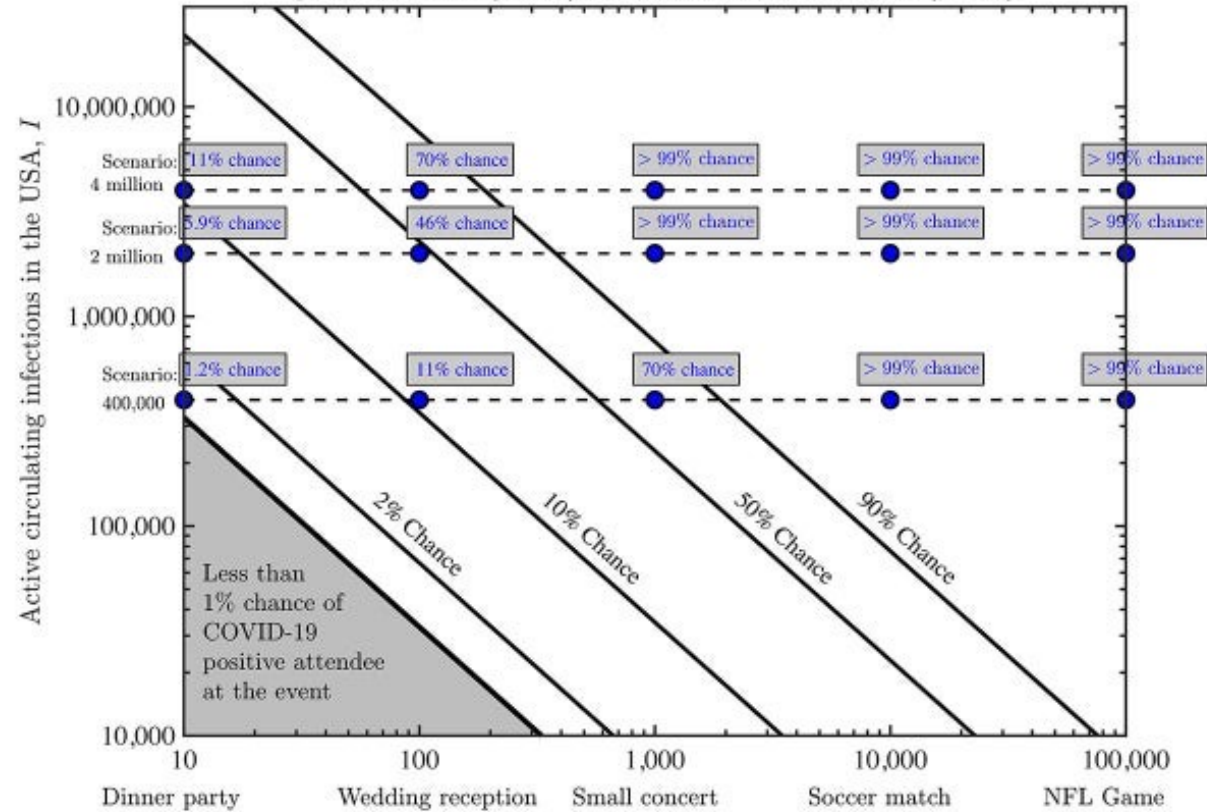 Active circulating infections in the USA, I
10,000,000
1,000,000
100,000
10,000
Scenario:
4 million
11% chance
70% chance
> 99% chance
> 99% chance
> 99% chance
Scenario:
2 million
5.9% chance
46% chance
> 99% chance
> 99% chance
> 99% chance
Scenario:
400,000
1.2% chance
11% chance
70% chance
> 99% chance
> 99% chance
2% Chance
10% Chance
50% Chance
90% Chance
Less than
1% chance of
COVID-19
positive attendee
at the event
10
100
1,000
10,000
100,000
Dinner party
Wedding reception
Small concert
Soccer match
NFL Game